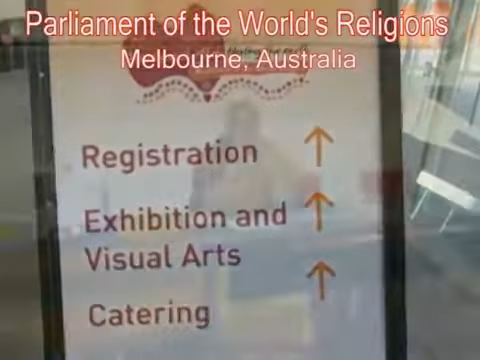 Parliament of the World's Religions
Melbourne, Australia
Registration ↑
Exhibition and ↑
Visual Arts
Catering ↑